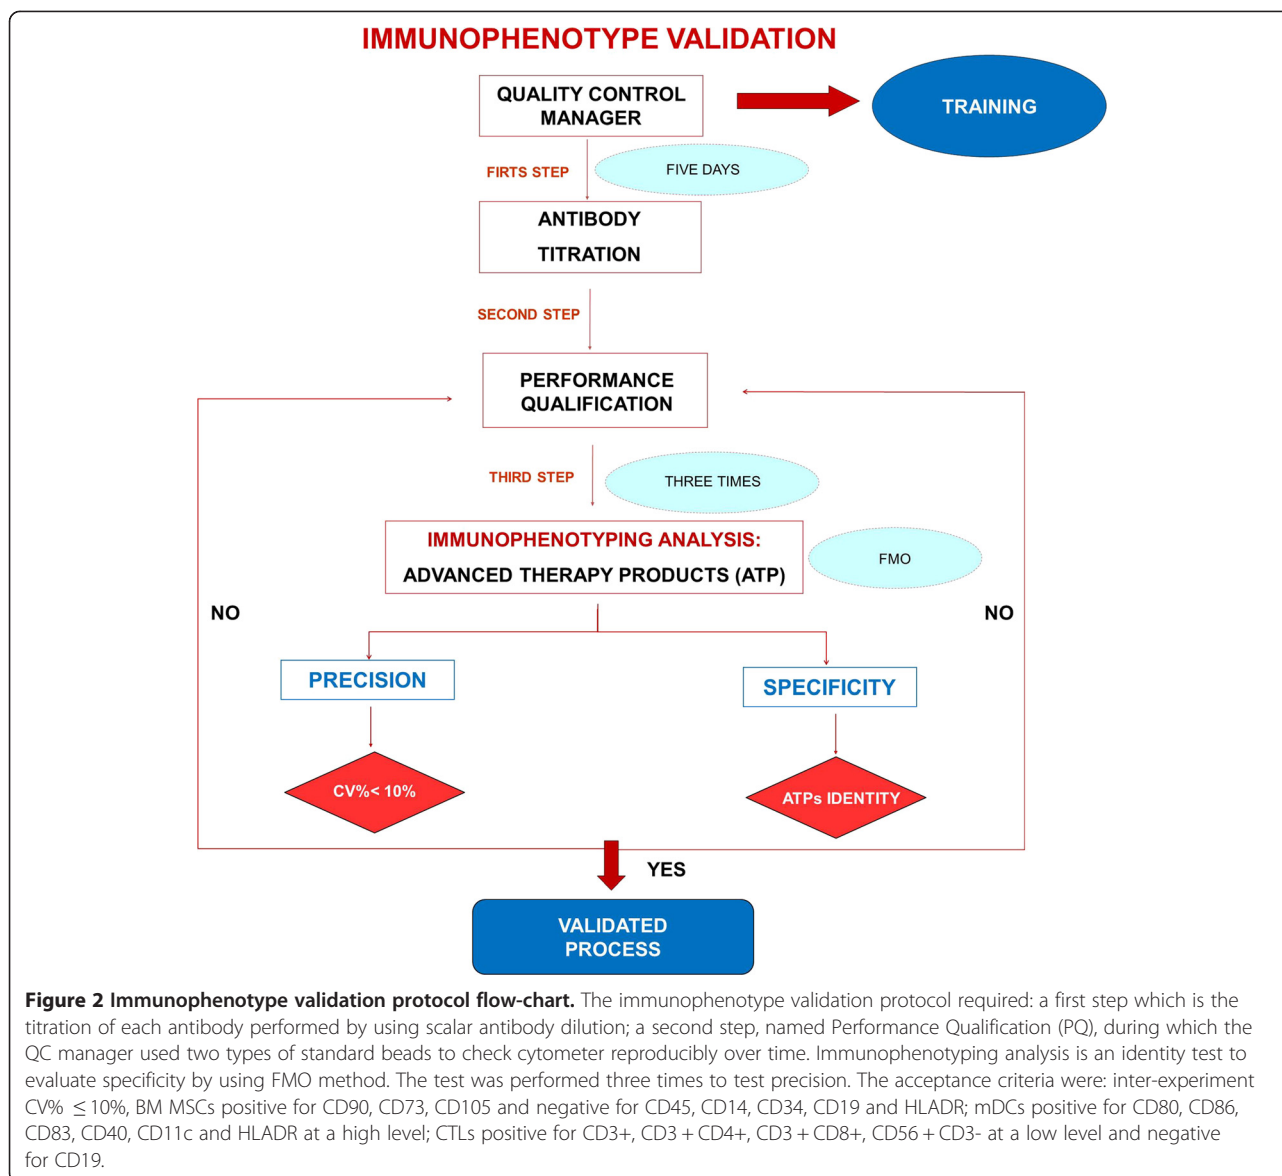 IMMUNOPHENOTYPE VALIDATION
QUALITY CONTROL
MANAGER
TRAINING
FIRTS STEP
FIVE DAYS
ANTIBODY
TITRATION
SECOND STEP
PERFORMANCE
QUALIFICATION
THIRD STEP
THREE TIMES
IMMUNOPHENOTYPING ANALYSIS:
ADVANCED THERAPY PRODUCTS (ATP)
FMO
NO
NO
PRECISION
SPECIFICITY
CV%< 10%
ATPs IDENTITY
YES
VALIDATED
PROCESS
Figure 2 Immunophenotype validation protocol flow-chart. The immunophenotype validation protocol required: a first step which is the
titration of each antibody performed by using scalar antibody dilution; a second step, named Performance Qualification (PQ), during which the
QC manager used two types of standard beads to check cytometer reproducibly over time. Immunophenotyping analysis is an identity test to
evaluate specificity by using FMO method. The test was performed three times to test precision. The acceptance criteria were: inter-experiment
CV% ≤10%, BM MSCs positive for CD90, CD73, CD105 and negative for CD45, CD14, CD34, CD19 and HLADR; mDCs positive for CD80, CD86,
CD83, CD40, CD11c and HLADR at a high level; CTLs positive for CD3+, CD3 + CD4+, CD3 + CD8+, CD56 + CD3- at a low level and negative
for CD19.